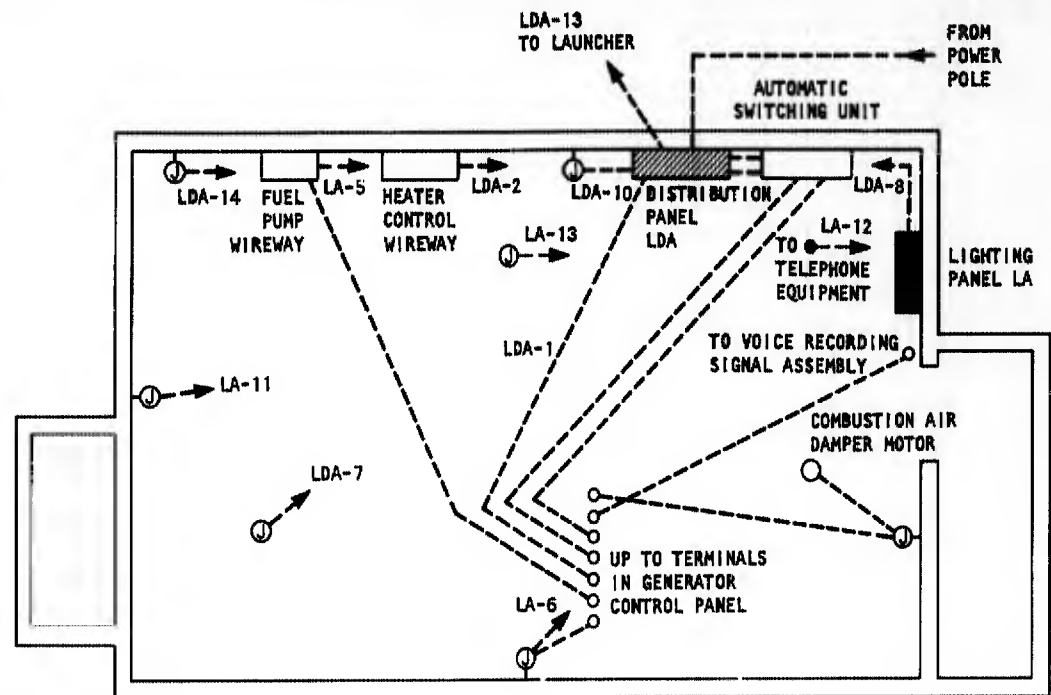 LDA-13
TO LAUNCHER
FROM
POWER
POLE
AUTOMATIC
SWITCHING UNIT
J
LDA-14
FUEL
PUMP
WIREWAY
LA-5
HEATER
CONTROL
WIREWAY
LDA-2
J
LDA-10
DISTRIBUTION
PANEL
LDA
LDA-8
J
LA-13
LA-12
TO
TELEPHONE
EQUIPMENT
LIGHTING
PANEL LA
LDA-1
TO VOICE RECORDING
SIGNAL ASSEMBLY
J
LA-11
COMBUSTION AIR
DAMPER MOTOR
LDA-7
J
J
UP TO TERMINALS
IN GENERATOR
CONTROL PANEL
LA-6
J